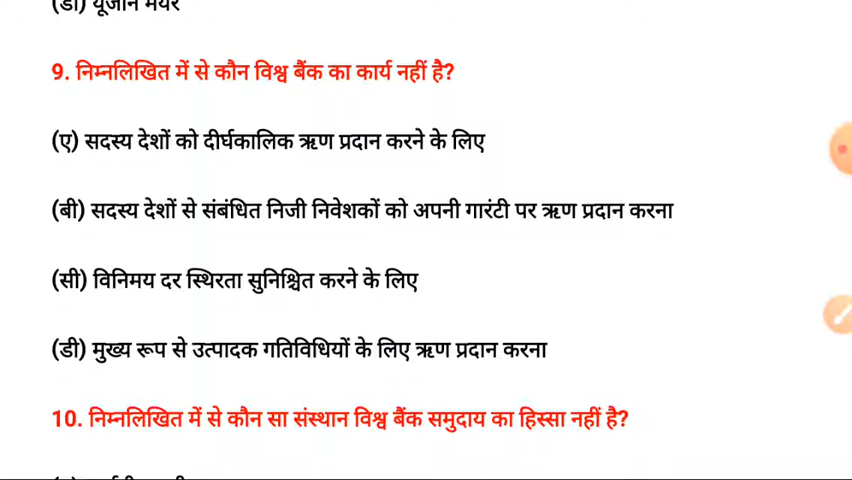 (डी) यूजीन मेयर
9. निम्नलिखित में से कौन विश्व बैंक का कार्य नहीं है?
(ए) सदस्य देशों को दीर्घकालिक ऋण प्रदान करने के लिए
(बी) सदस्य देशों से संबंधित निजी निवेशकों को अपनी गारंटी पर ऋण प्रदान करना
(सी) विनिमय दर स्थिरता सुनिश्चित करने के लिए
(डी) मुख्य रूप से उत्पादक गतिविधियों के लिए ऋण प्रदान करना
10. निम्नलिखित में से कौन सा संस्थान विश्व बैंक समुदाय का हिस्सा नहीं है?